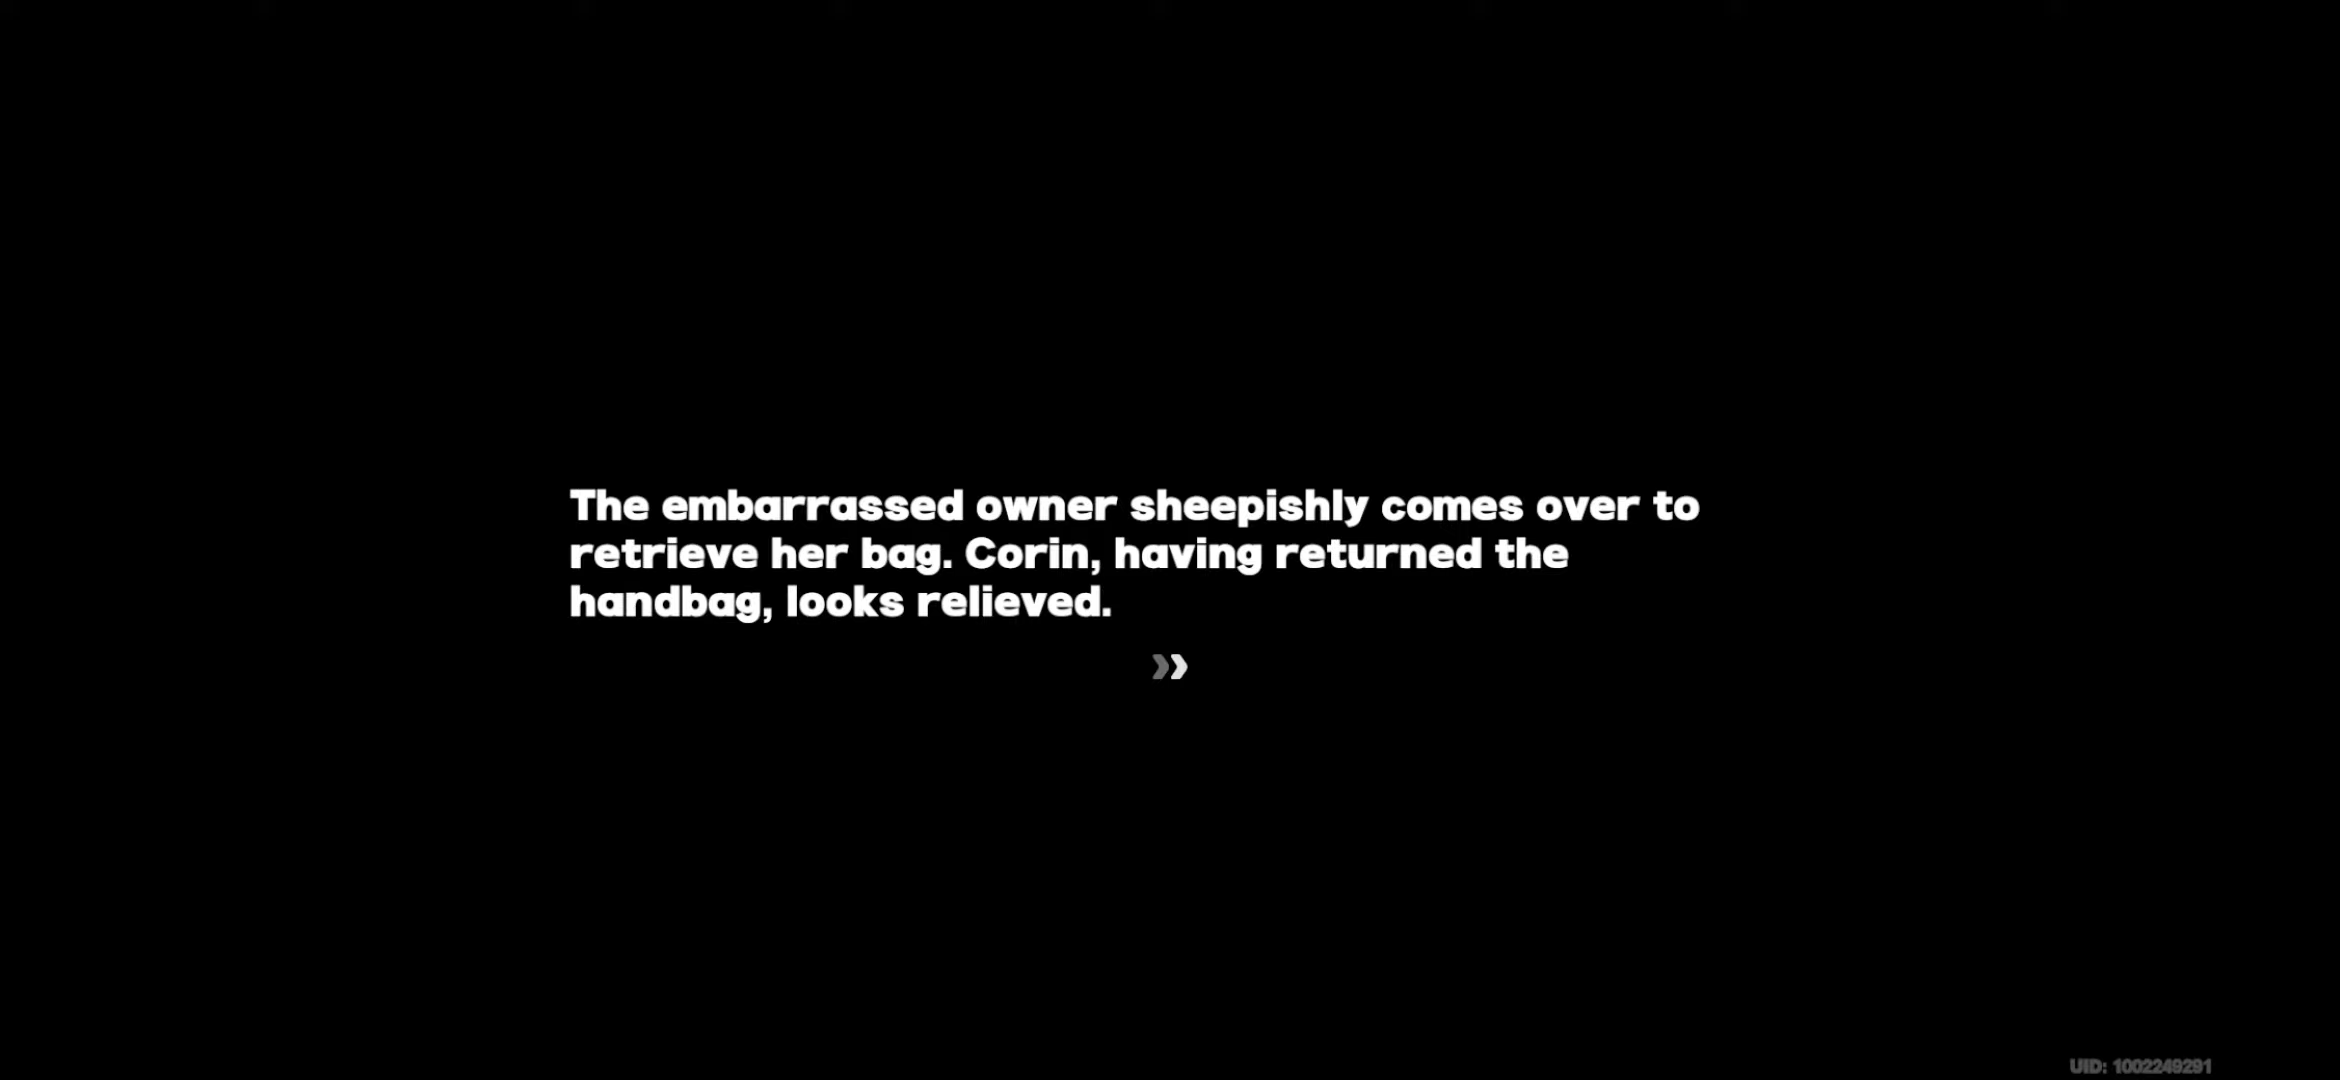 The embarrassed owner sheepishly comes over to
retrieve her bag. Corin, having returned the
handbag, looks relieved.
UID: 1002249291